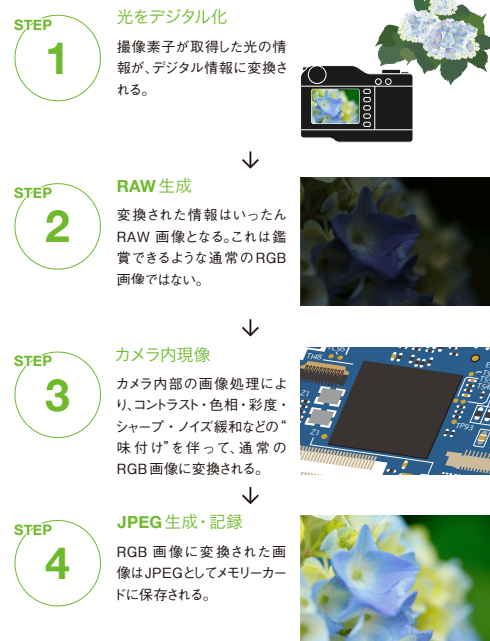 STEP
1
光をデジタル化
撮像素子が取得した光の情
報が、デジタル情報に変換さ
れる。
STEP
2
RAW 生成
変換された情報はいったん
RAW 画像となる。これは鑑
賞できるような通常のRGB
画像ではない。
STEP
3
カメラ内現像
カメラ内部の画像処理によ
り、コントラスト・色相・彩度・
シャープ・ノイズ緩和などの“
味付け”を伴って、通常の
RGB画像に変換される。
TC95
TI48
Z1
Z1
TP93
STEP
4
JPEG 生成・記録
RGB 画像に変換された画
像はJPEGとしてメモリーカー
ドに保存される。